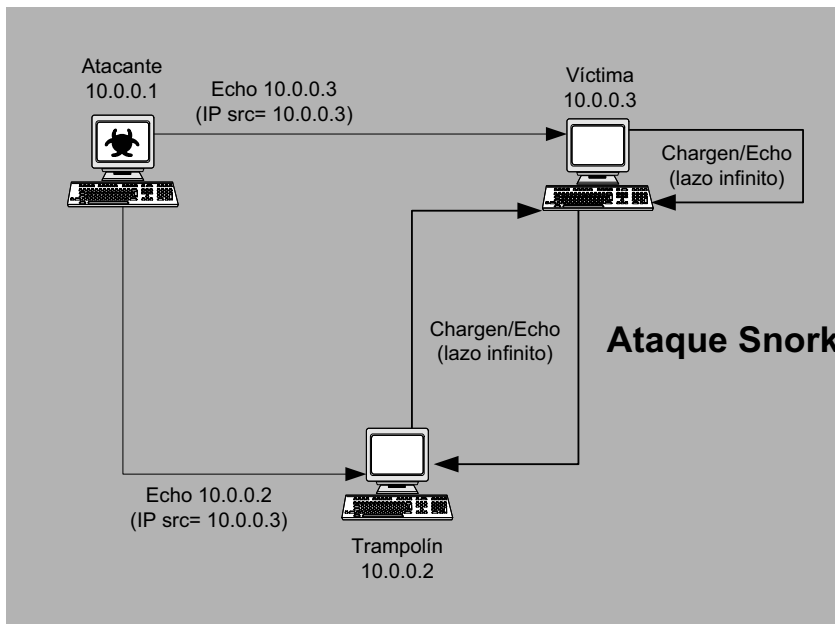 Atacante
10.0.0.1
Echo 10.0.0.3
(IP src= 10.0.0.3)
Víctima
10.0.0.3
Chargen/Echo
(lazo infinito)
Chargen/Echo
(lazo infinito)
Ataque Snork
Echo 10.0.0.2
(IP src= 10.0.0.3)
Trampolín
10.0.0.2